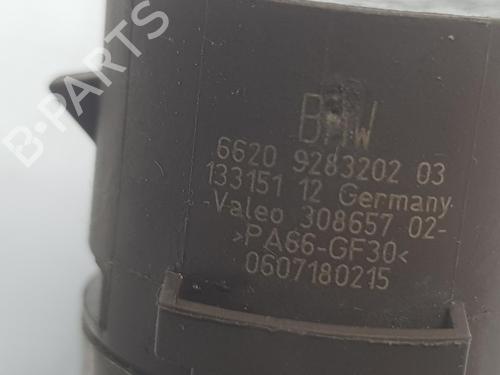 B-PARTS
BMW
6620 9283202 03
133151 12 Germany
-Valeo 308657 02-
>PA66-GF30<
0607180215